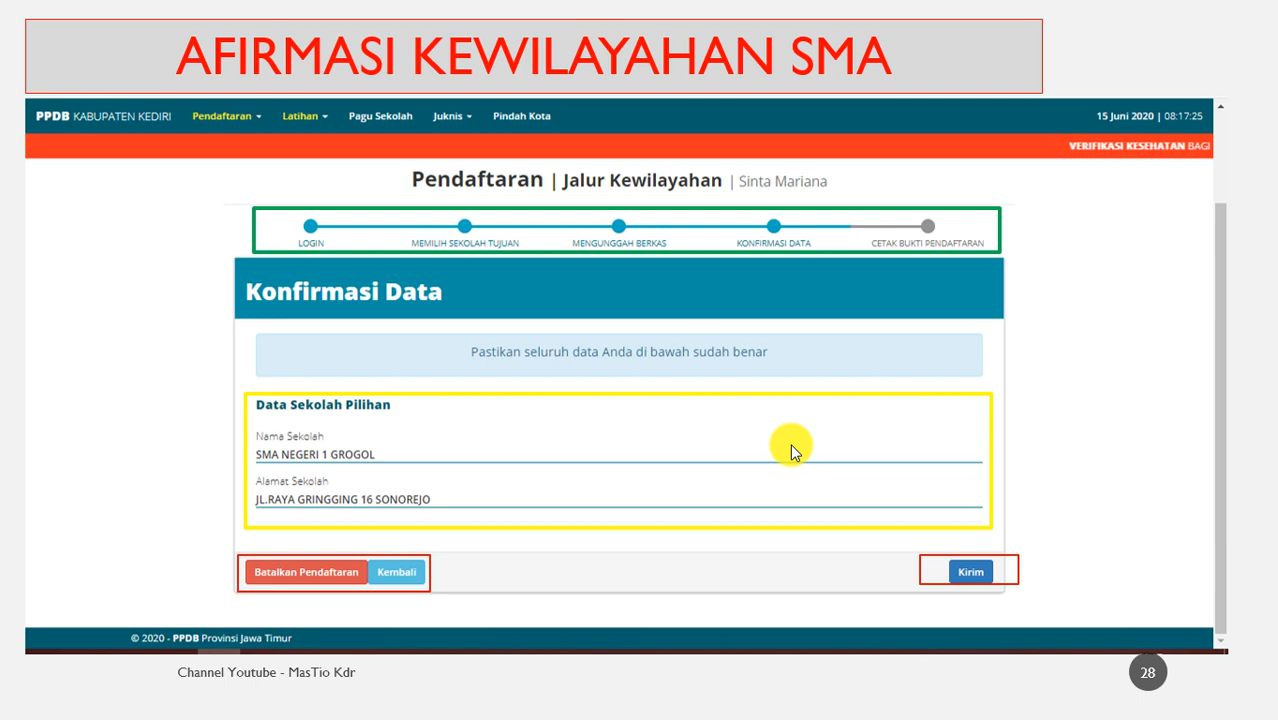 AFIRMASI KEWILAYAHAN SMA
PPDB KABUPATEN KEDIRI Pendaftaran Latihan Pagu Sekolah Juknis Pindah Kota 15 Juni 2020 | 08:17:25
VERIFIKASI KESEHATAN BAGI
Pendaftaran | Jalur Kewilayahan | Sinta Mariana
LOGIN MEMILIH SEKOLAH TUJUAN MENGUNGGAH BERKAS KONFIRMASI DATA CETAK BUKTI PENDAFTARAN
Konfirmasi Data
Pastikan seluruh data Anda di bawah sudah benar
Data Sekolah Pilihan
Nama Sekolah
SMA NEGERI 1 GROGOL
Alamat Sekolah
JL.RAYA GRINGGING 16 SONOREJO
Batalkan Pendaftaran Kembali Kirim
© 2020 - PPDB Provinsi Jawa Timur
Channel Youtube - MasTio Kdr 28